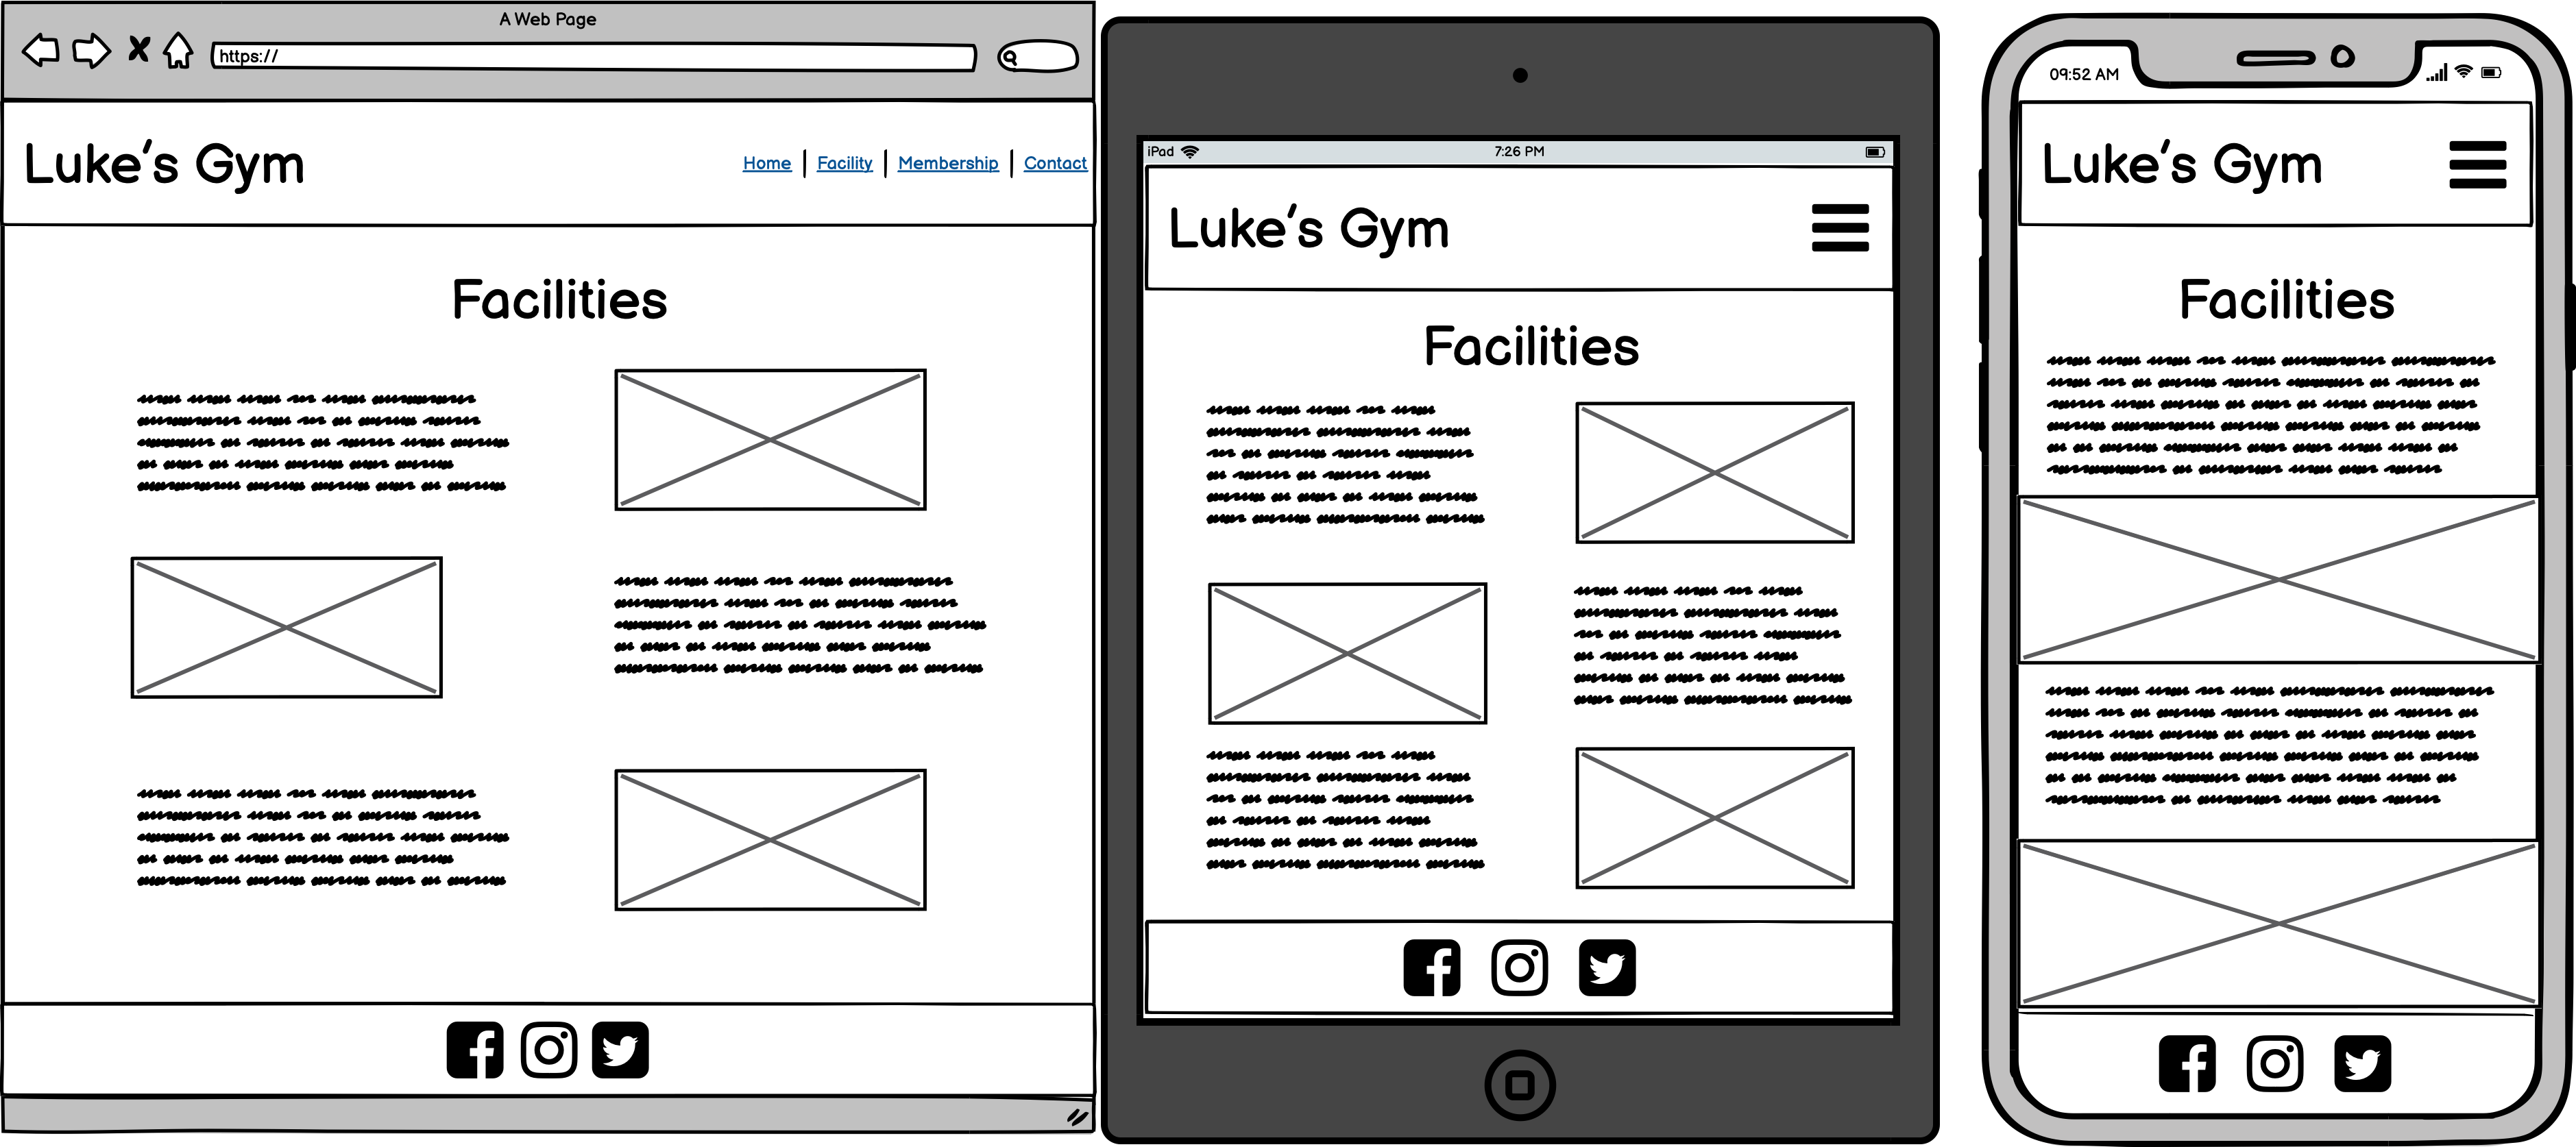 A Web Page
https://
Luke's Gym
Home | Facility | Membership | Contact
Facilities
iPad
7:26 PM
Luke's Gym
Facilities
09:52 AM
Luke's Gym
Facilities